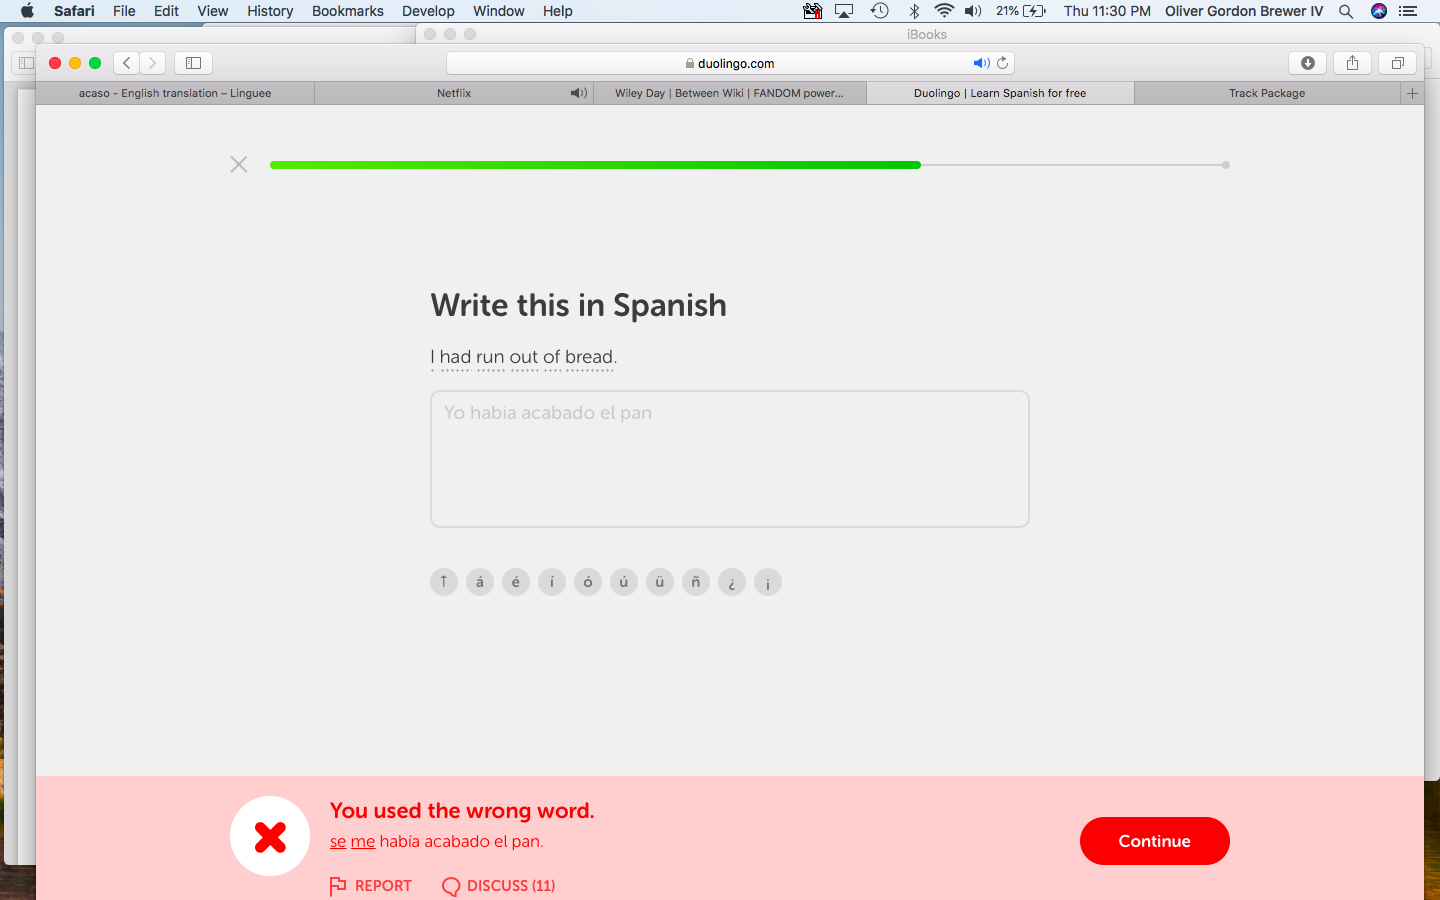 Safari File Edit View History Bookmarks Develop Window Help 21% Thu 11:30 PM Oliver Gordon Brewer IV
iBooks
duolingo.com
acaso - English translation – Linguee Netflix Wiley Day | Between Wiki | FANDOM power... Duolingo | Learn Spanish for free Track Package
Write this in Spanish
I had run out of bread.
Yo habia acabado el pan
↑ á é í ó ú ü ñ ¿ ¡
You used the wrong word.
se me había acabado el pan.
Continue
REPORT DISCUSS (11)